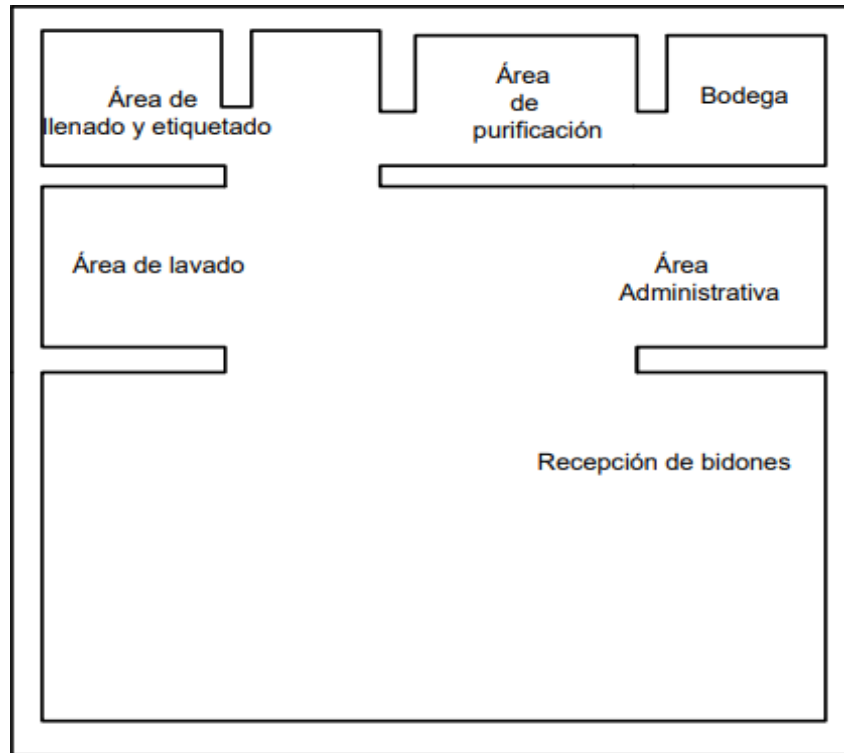 Área de
llenado y etiquetado
Área
de
purificación
Bodega
Área de lavado
Área
Administrativa
Recepción de bidones